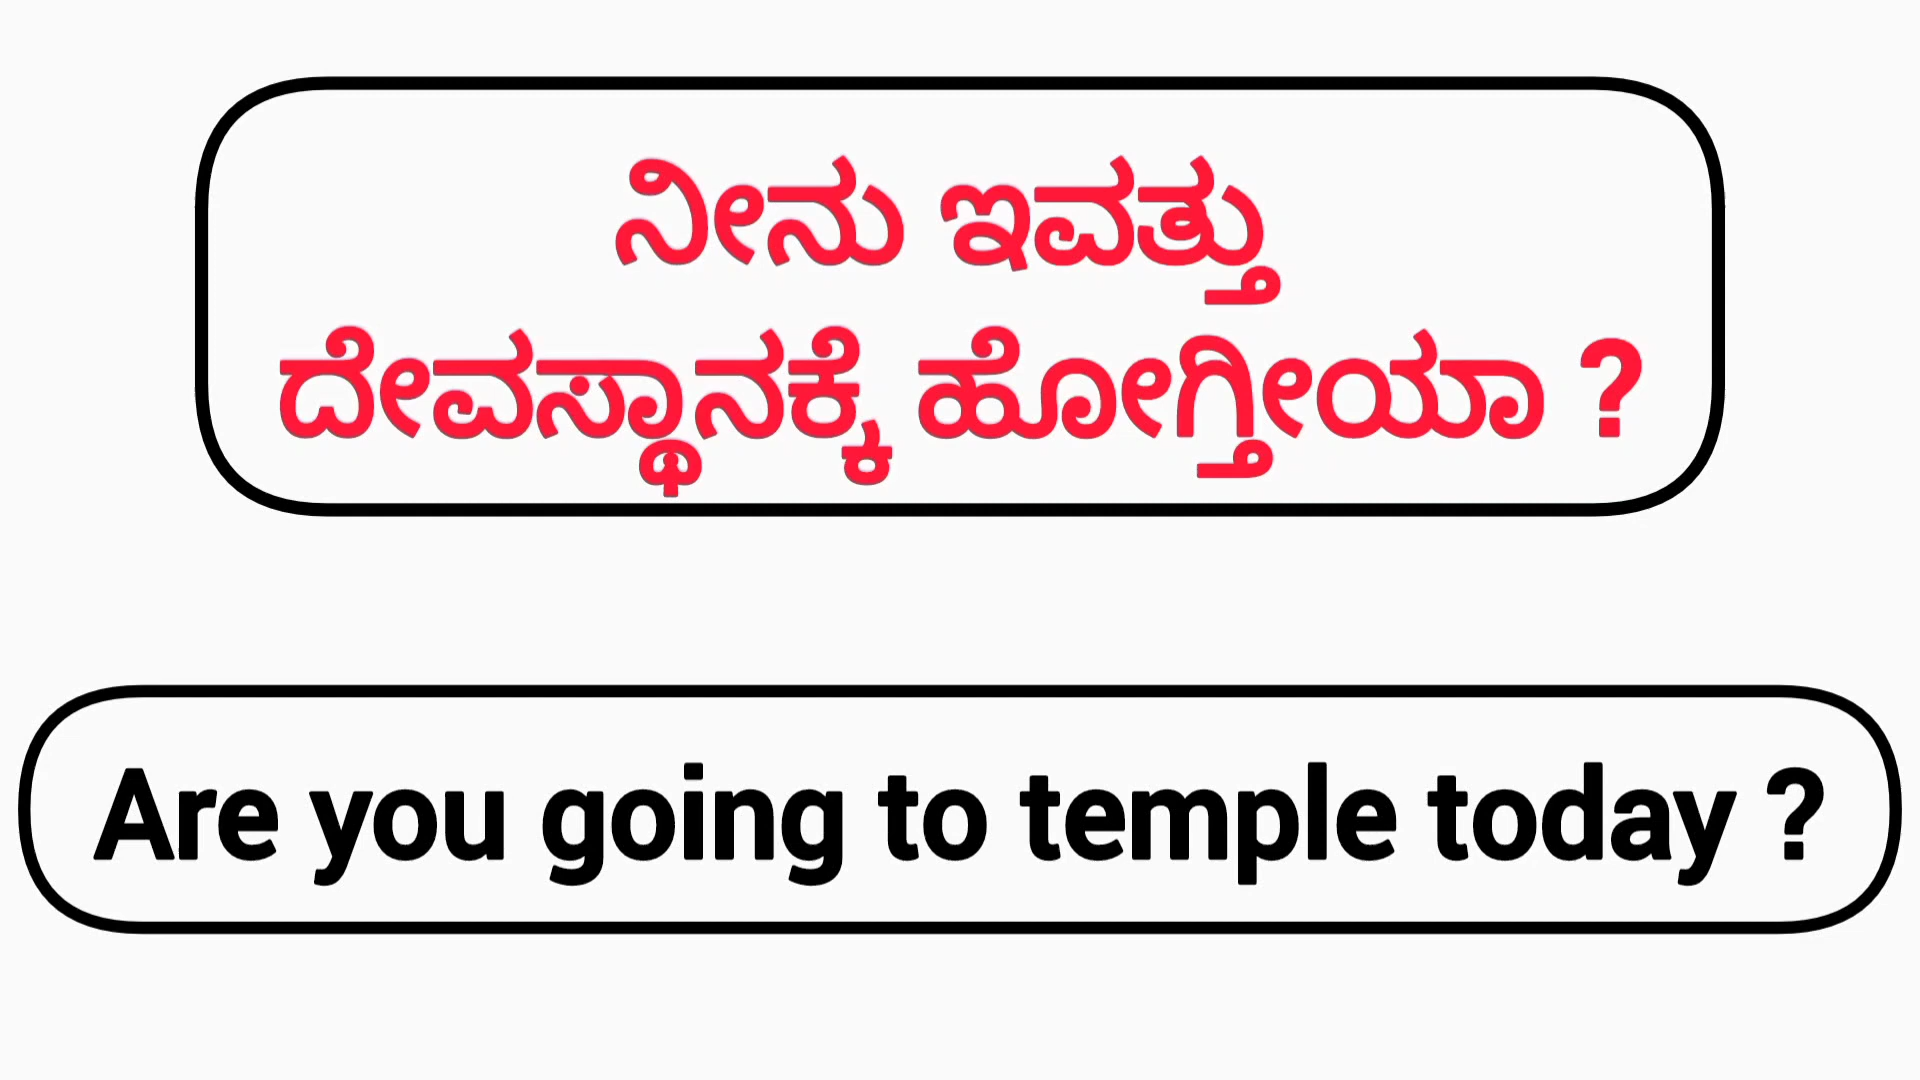 ನೀನು ಇವತ್ತು
ದೇವಸ್ಥಾನಕ್ಕೆ ಹೋಗ್ತೀಯಾ ?
Are you going to temple today ?